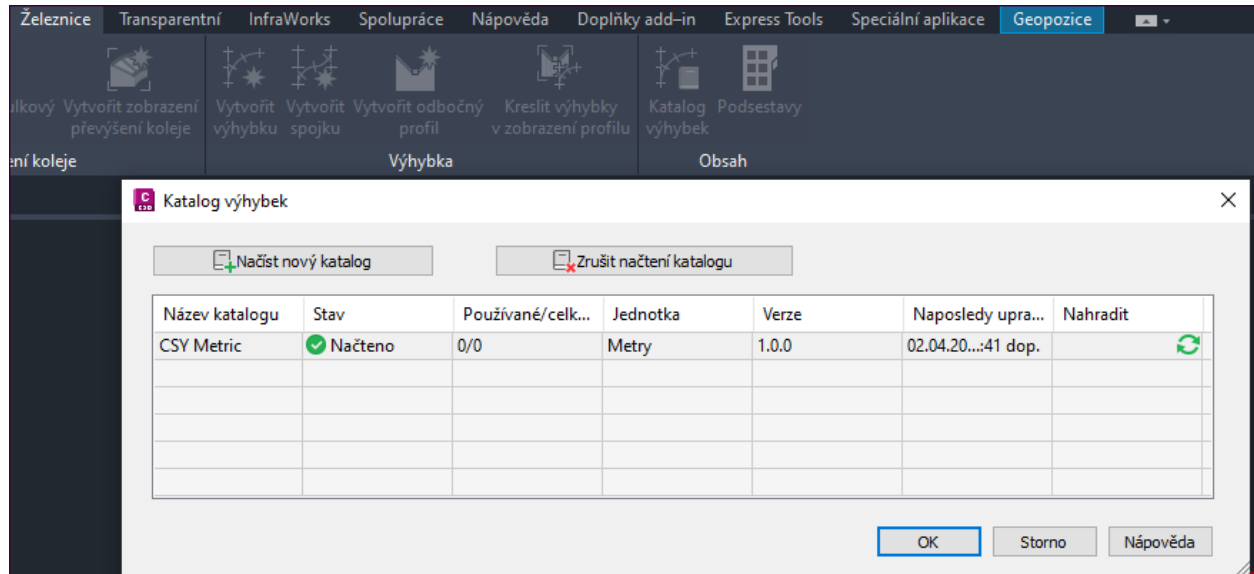 Železnice Transparentní InfraWorks Spolupráce Nápověda Doplňky add-in Express Tools Speciální aplikace Geopozice
ulkový Vytvořit zobrazení Vytvořit Vytvořit Vytvořit odbočný Kreslit výhybky Katalog Podsestavy
převýšení koleje výhybku spojku profil v zobrazení profilu výhybek
ení koleje Výhybka Obsah
C
C3D
Katalog výhybek
Načíst nový katalog Zrušit načtení katalogu
Název katalogu Stav Používané/celk... Jednotka Verze Naposledy upra... Nahradit
CSY Metric Načteno 0/0 Metry 1.0.0 02.04.20...:41 dop.
OK Storno Nápověda